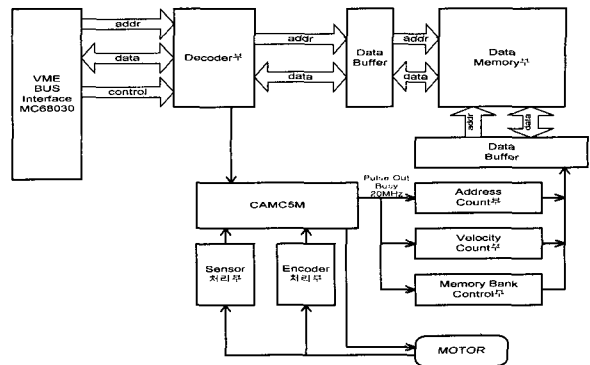 VME
BUS
Interface
MC68030
addr
data
control
Decoder부
addr
data
Data
Buffer
addr
data
Data
Memory부
addr
data
Data
Buffer
CAMC5M
Pulse Out
Busy
20MHz
Address
Count부
Velocity
Count부
Memory Bank
Control부
Sensor
처리부
Encoder
처리부
MOTOR